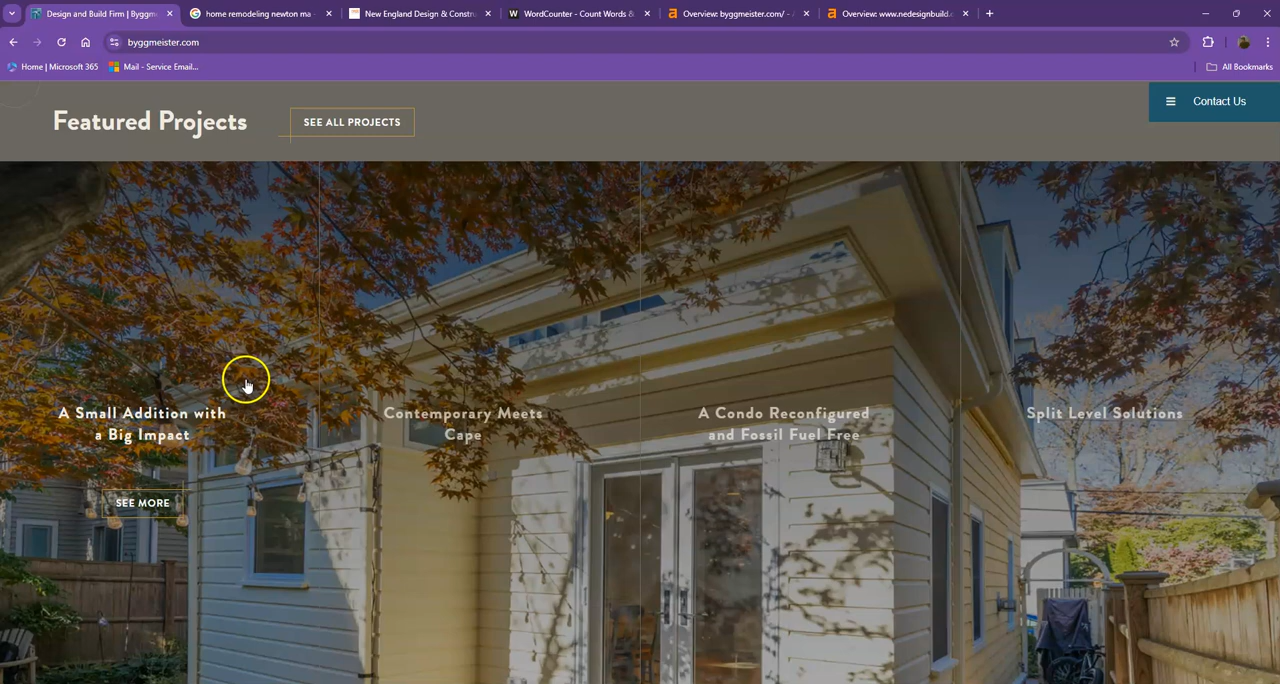 Design and Build Firm | Byggm
home remodeling newton ma -
New England Design & Constru
WordCounter - Count Words &
Overview: byggmeister.com/ - A
Overview: www.nedesignbuild.c
byggmeister.com
Home | Microsoft 365
Mail - Service Email...
All Bookmarks
Featured Projects
SEE ALL PROJECTS
Contact Us
A Small Addition with
a Big Impact
SEE MORE
Contemporary Meets
Cape
A Condo Reconfigured
and Fossil Fuel Free
Split Level Solutions